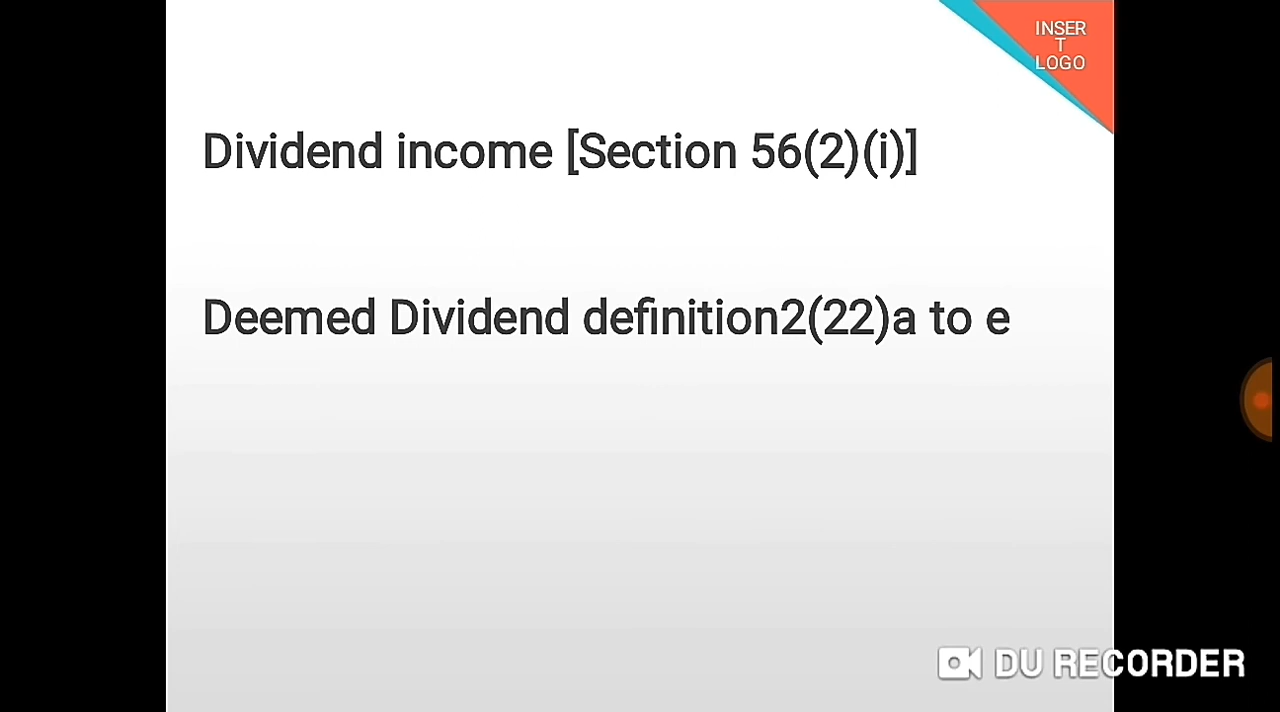 INSER
T
LOGO
Dividend income [Section 56(2)(i)]
Deemed Dividend definition2(22)a to e
DU RECORDER